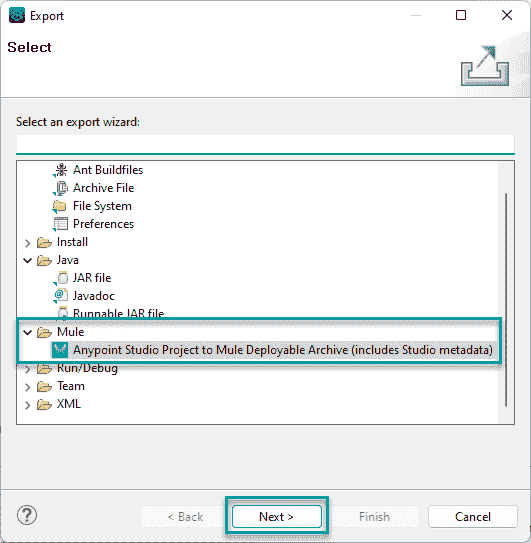 Export
Select
Select an export wizard:
Ant Buildfiles
Archive File
File System
Preferences
Install
Java
JAR file
Javadoc
Runnable JAR file
Mule
Anypoint Studio Project to Mule Deployable Archive (includes Studio metadata)
Run/Debug
Team
XML
< Back
Next >
Finish
Cancel